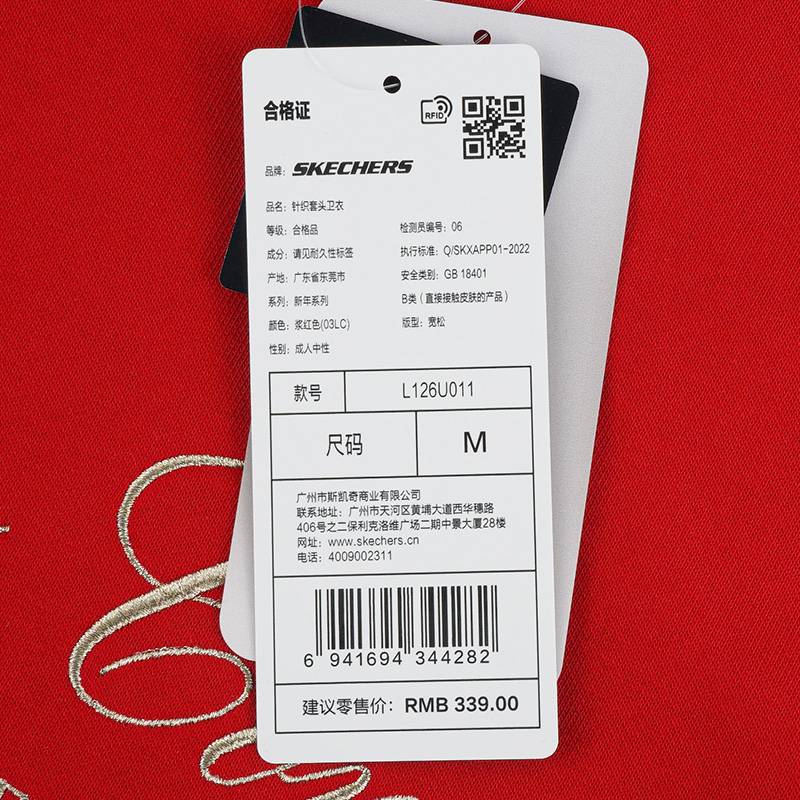 合格证
RFID
品牌: SKECHERS
品名: 针织套头卫衣
等级: 合格品
检测员编号: 06
成分: 请见耐久性标签
执行标准: Q/SKXAPP01-2022
产地: 广东省东莞市
安全类别: GB 18401
系列: 新年系列
B类（直接接触皮肤的产品）
颜色: 浆红色(03LC)
版型: 宽松
性别: 成人中性
款号 L126U011
尺码 M
广州市斯凯奇商业有限公司
联系地址: 广州市天河区黄埔大道西华穗路
406号之二保利克洛维广场二期中景大厦28楼
网址: www.skechers.cn
电话: 4009002311
6 941694 344282
建议零售价: RMB 339.00